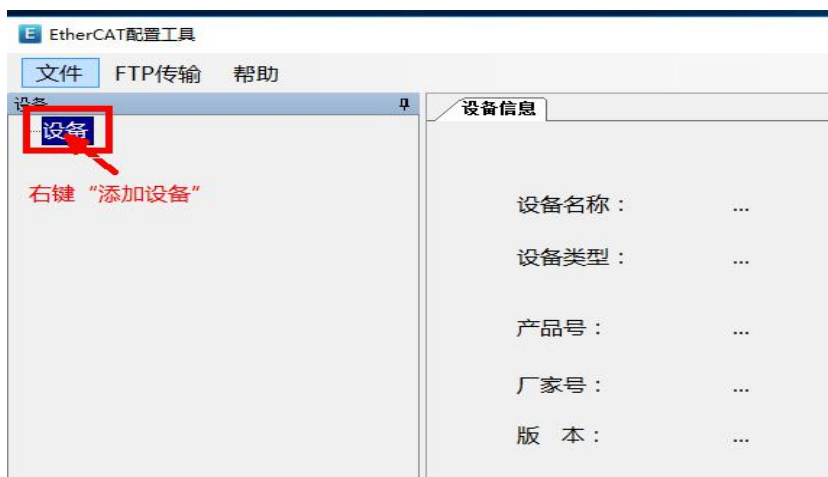 E EtherCAT配置工具
文件 FTP传输 帮助
设备
设备信息
设备
右键“添加设备”
设备名称： ...
设备类型： ...
产品号： ...
厂家号： ...
版 本： ...